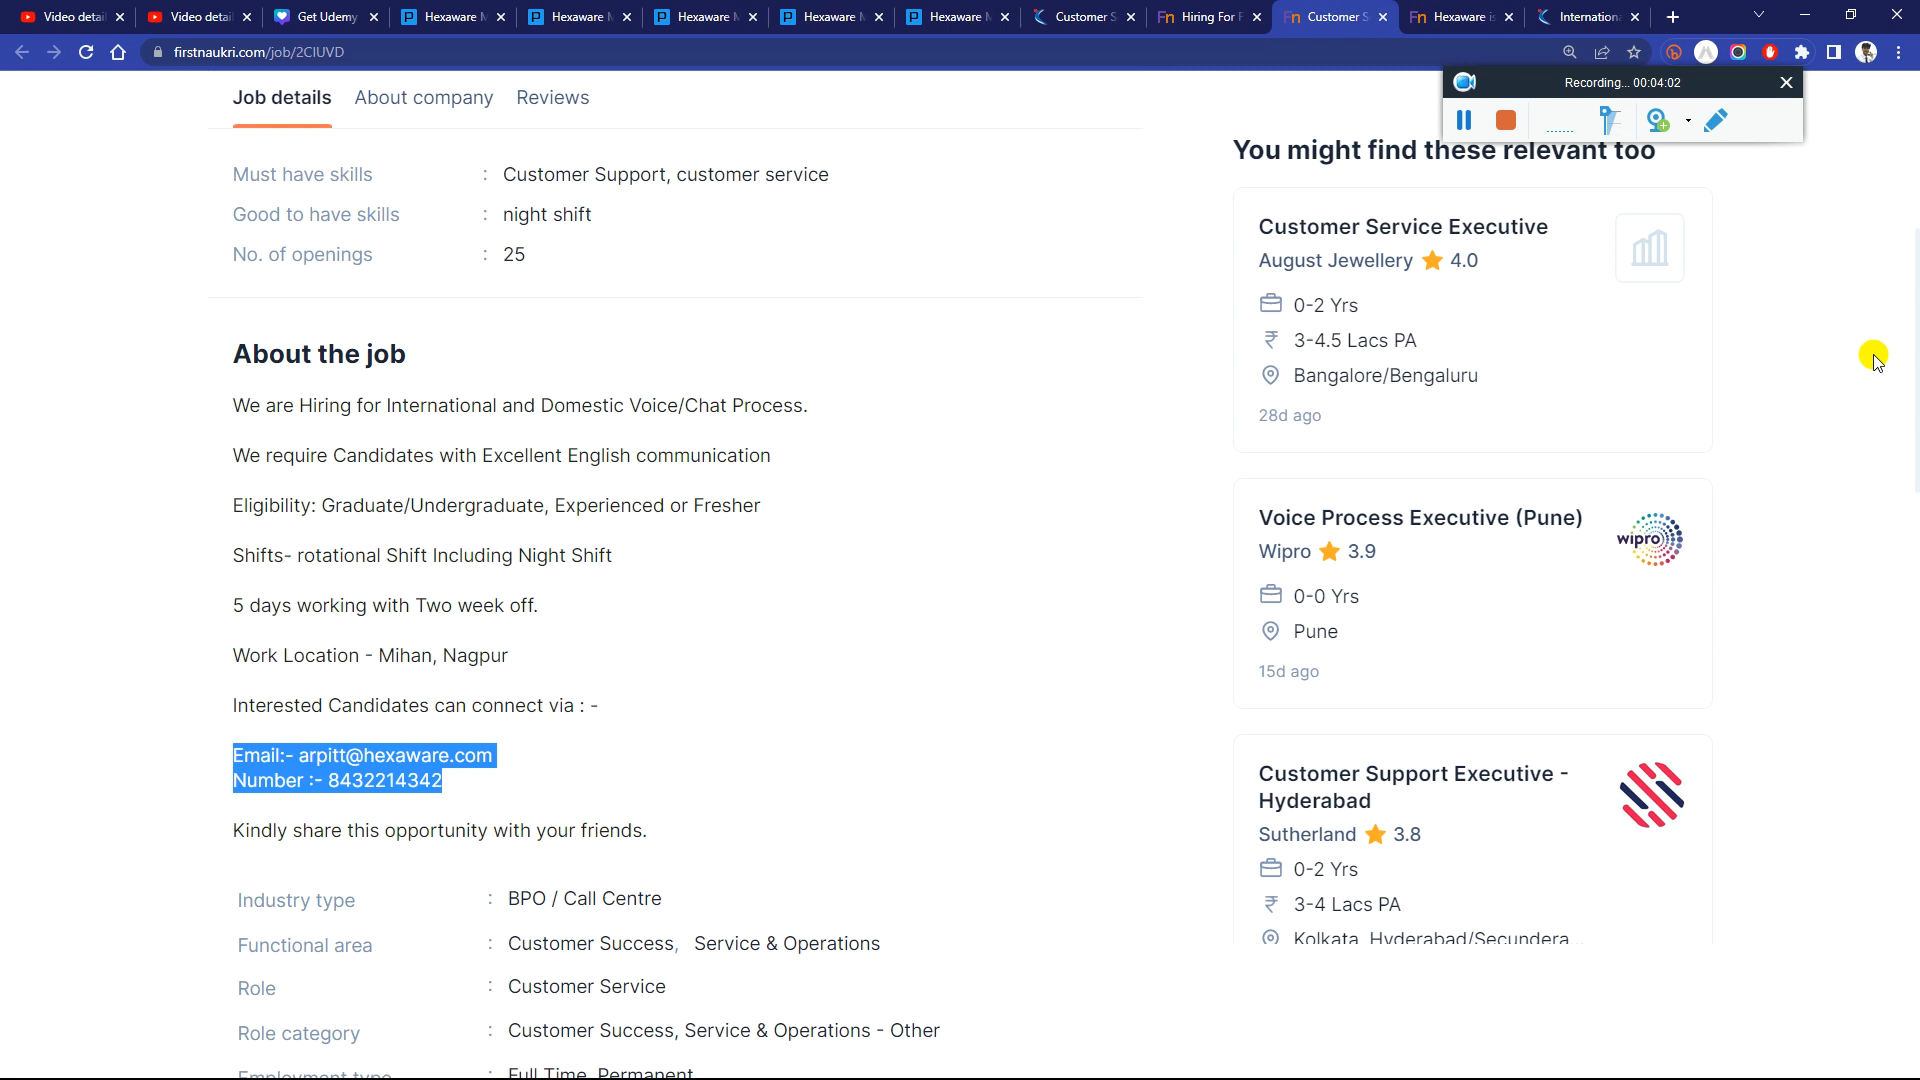 Video detai
Video detai
Get Udemy
Hexaware M
Hexaware M
Hexaware M
Hexaware M
Hexaware M
Customer S
Hiring For F
Customer S
Hexaware is
Internationa
firstnaukri.com/job/2CIUVD
Recording... 00:04:02
Job details About company Reviews
Must have skills : Customer Support, customer service
Good to have skills : night shift
No. of openings : 25
About the job
We are Hiring for International and Domestic Voice/Chat Process.
We require Candidates with Excellent English communication
Eligibility: Graduate/Undergraduate, Experienced or Fresher
Shifts- rotational Shift Including Night Shift
5 days working with Two week off.
Work Location - Mihan, Nagpur
Interested Candidates can connect via : -
Email:- arpitt@hexaware.com
Number :- 8432214342
Kindly share this opportunity with your friends.
Industry type : BPO / Call Centre
Functional area : Customer Success, Service & Operations
Role : Customer Service
Role category : Customer Success, Service & Operations - Other
Employment type : Full Time, Permanent
You might find these relevant too
Customer Service Executive
August Jewellery 4.0
0-2 Yrs
₹ 3-4.5 Lacs PA
Bangalore/Bengaluru
28d ago
Voice Process Executive (Pune)
Wipro 3.9
wipro
0-0 Yrs
Pune
15d ago
Customer Support Executive -
Hyderabad
Sutherland 3.8
0-2 Yrs
₹ 3-4 Lacs PA
Kolkata, Hyderabad/Secundera...